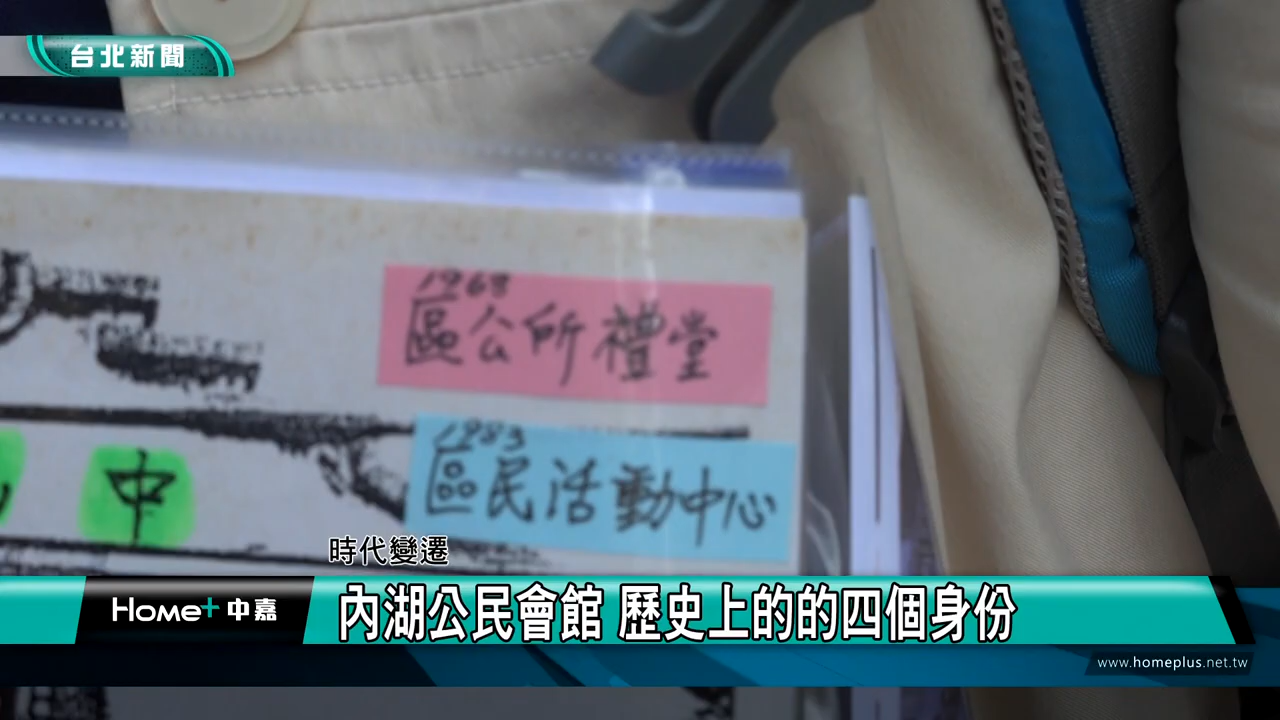 台北新聞
1968
區公所禮堂
1983
區民活動中心
中
時代變遷
Home+ 中嘉
內湖公民會館 歷史上的的四個身份
www.homeplus.net.tw